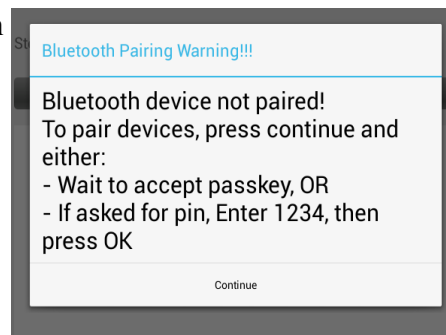 St
Bluetooth Pairing Warning!!!
Bluetooth device not paired!
To pair devices, press continue and
either:
- Wait to accept passkey, OR
- If asked for pin, Enter 1234, then
press OK
Continue